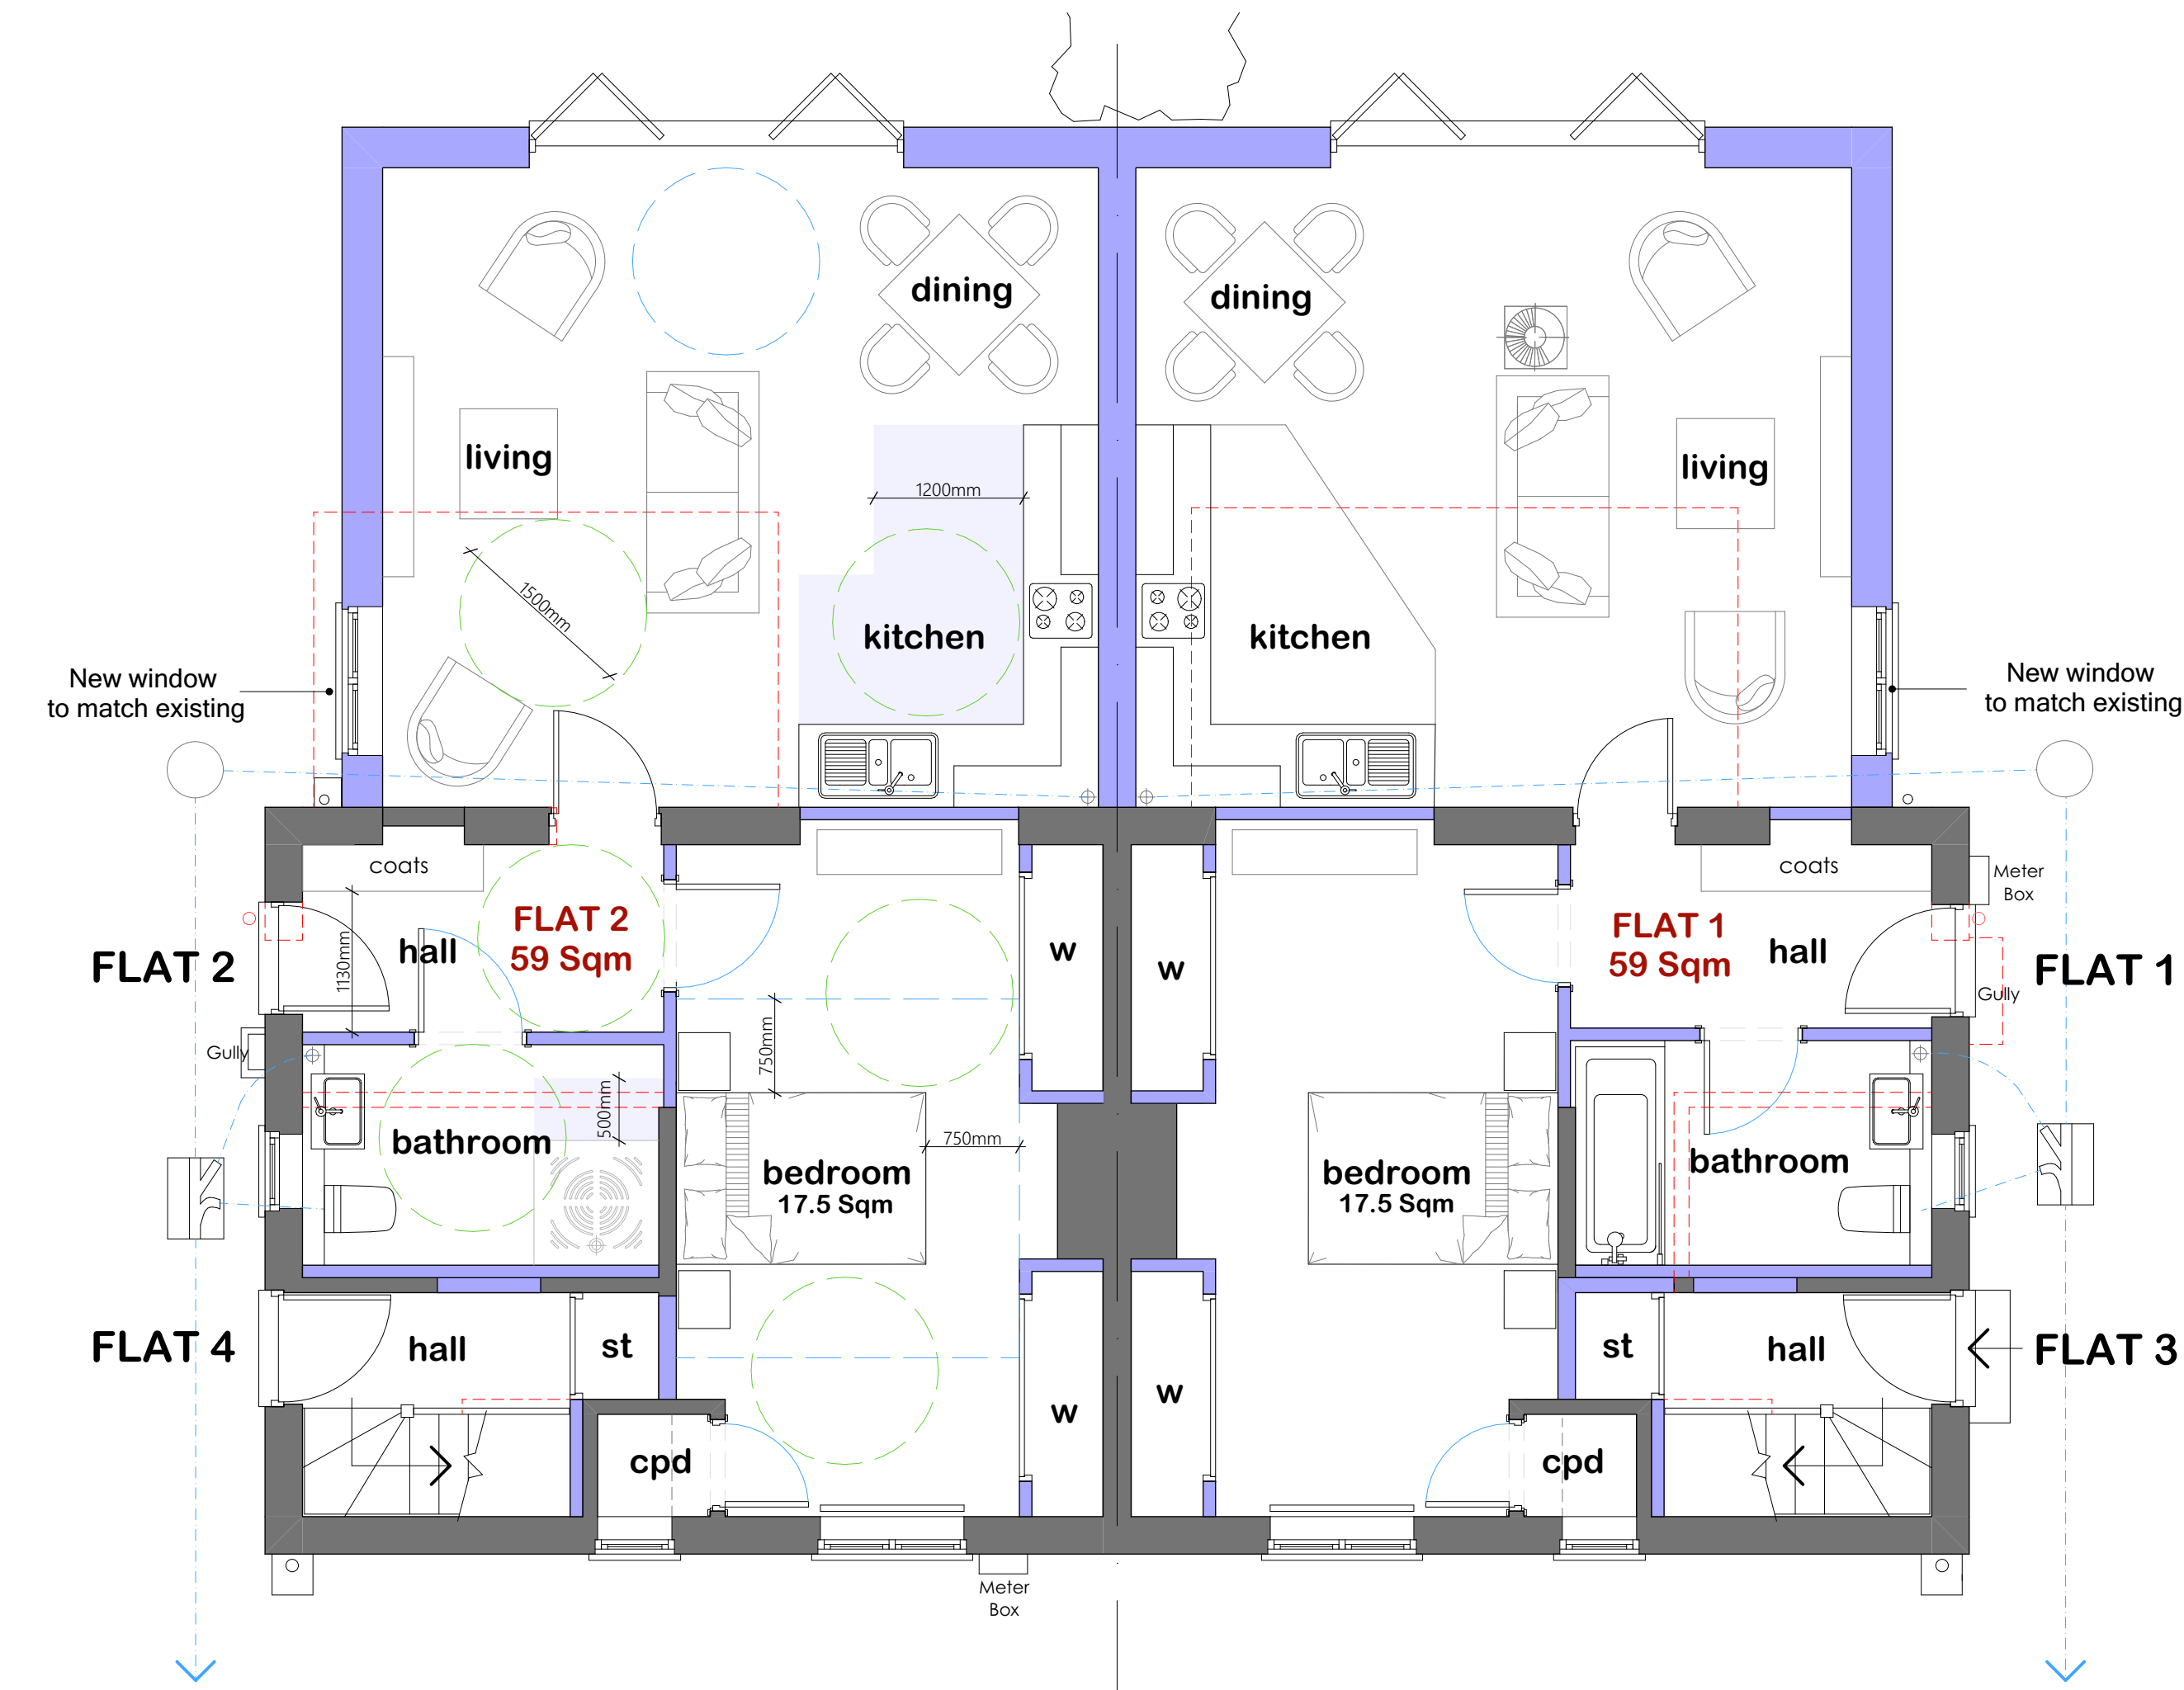 dining
dining
living
living
1200mm
1500mm
kitchen
kitchen
New window
to match existing
New window
to match existing
coats
coats
Meter
Box
FLAT 2
59 Sqm
FLAT 1
59 Sqm
FLAT 2
hall
1130mm
w
w
hall
FLAT 1
Gully
750mm
Gully
500mm
bathroom
750mm
bathroom
bedroom
17.5 Sqm
bedroom
17.5 Sqm
FLAT 4
hall
st
st
hall
FLAT 3
w
w
cpd
cpd
Meter
Box